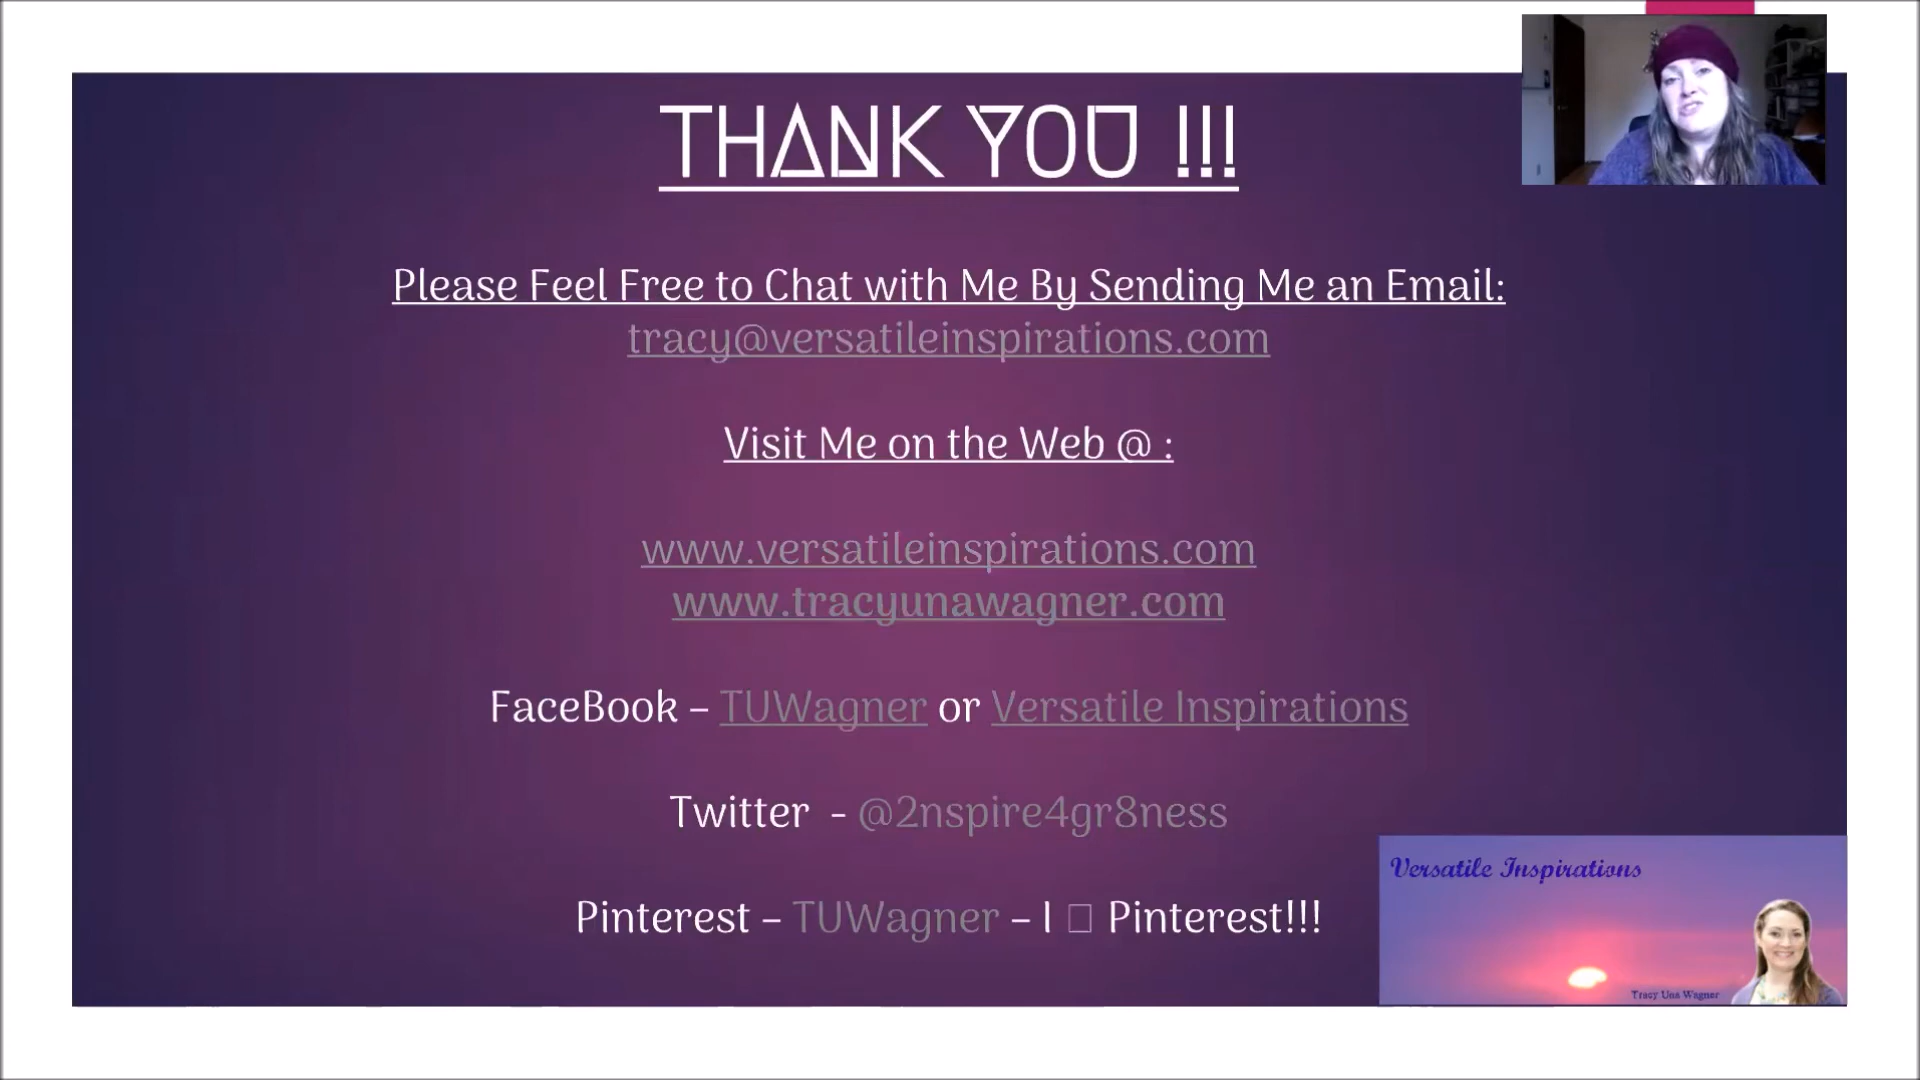 THANK YOU !!!
Please Feel Free to Chat with Me By Sending Me an Email:
tracy@versatileinspirations.com
Visit Me on the Web @ :
www.versatileinspirations.com
www.tracyunawagner.com
FaceBook – TUWagner or Versatile Inspirations
Twitter - @2nspire4gr8ness
Pinterest – TUWagner – I □ Pinterest!!!
Versatile Inspirations
Tracy Una Wagner